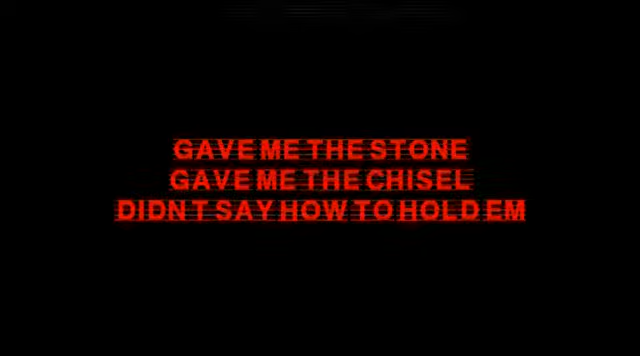 GAVE ME THE STONE
GAVE ME THE CHISEL
DIDN T SAY HOW TO HOLD EM